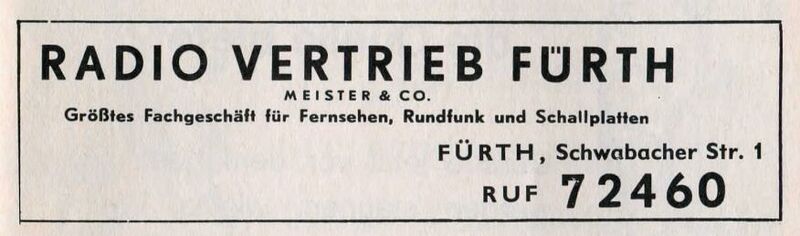 RADIO VERTRIEB FÜRTH
MEISTER & CO.
Größtes Fachgeschäft für Fernsehen, Rundfunk und Schallplatten
FÜRTH, Schwabacher Str. 1
RUF 72460